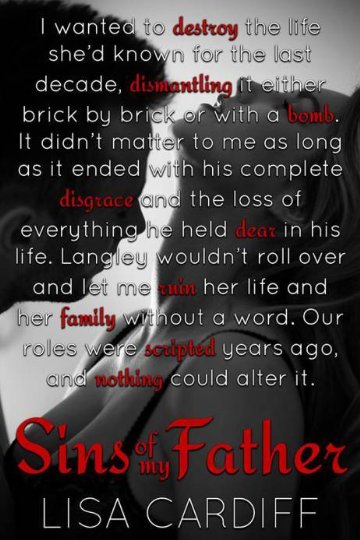 I wanted to destroy the life
she'd known for the last
decade, dismantling it either
brick by brick or with a bomb.
It didn't matter to me as long
as it ended with his complete
disgrace and the loss of
everything he held dear in his
life. Langley wouldn't roll over
and let me ruin her life and
her family without a word. Our
roles were scripted years ago,
and nothing could alter it.
Sins of my Father
LISA CARDIFF